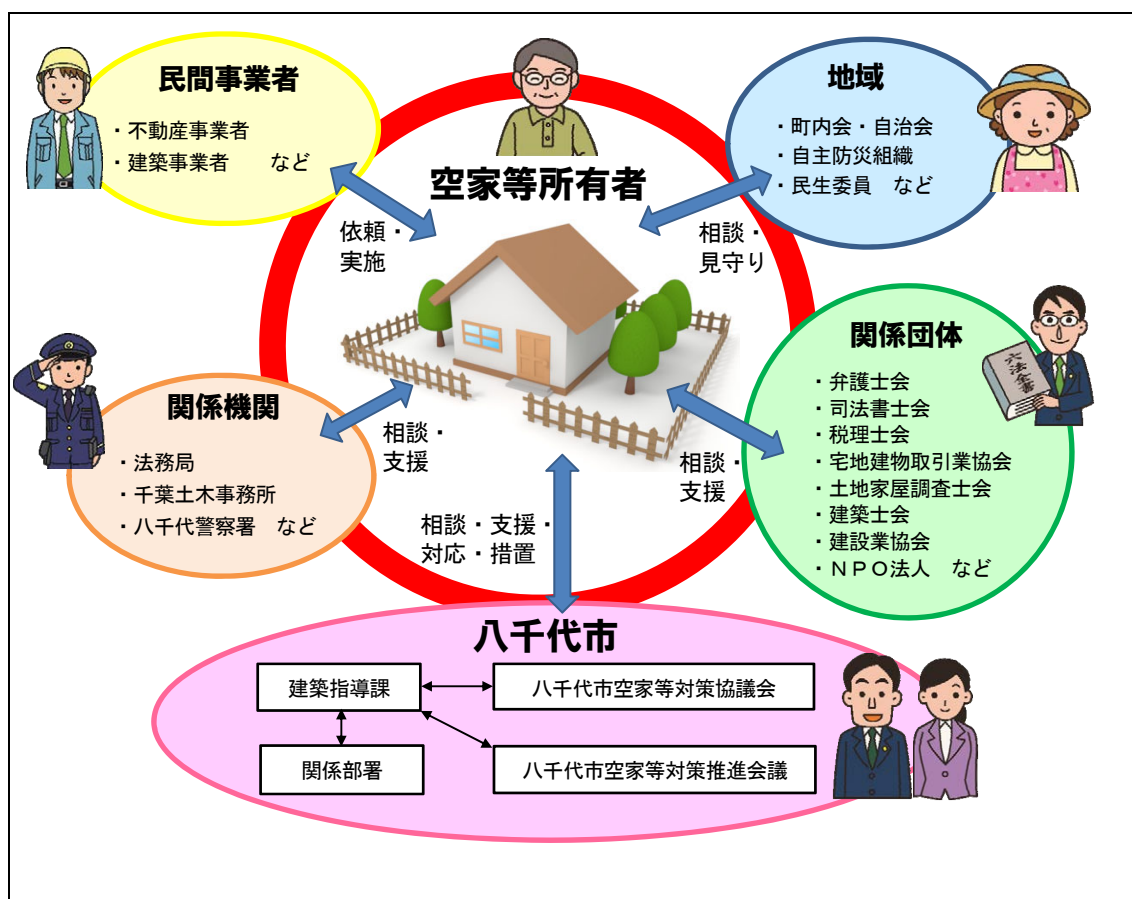 民間事業者
・不動産事業者
・建築事業者　など
地域
・町内会・自治会
・自主防災組織
・民生委員　など
空家等所有者
依頼・
実施
相談・
見守り
関係機関
・法務局
・千葉土木事務所
・八千代警察署　など
相談・
支援
関係団体
・弁護士会
・司法書士会
・税理士会
・宅地建物取引業協会
・土地家屋調査士会
・建築士会
・建設業協会
・ＮＰＯ法人　など
六法全書
相談・
支援
相談・支援・
対応・措置
八千代市
建築指導課
八千代市空家等対策協議会
関係部署
八千代市空家等対策推進会議